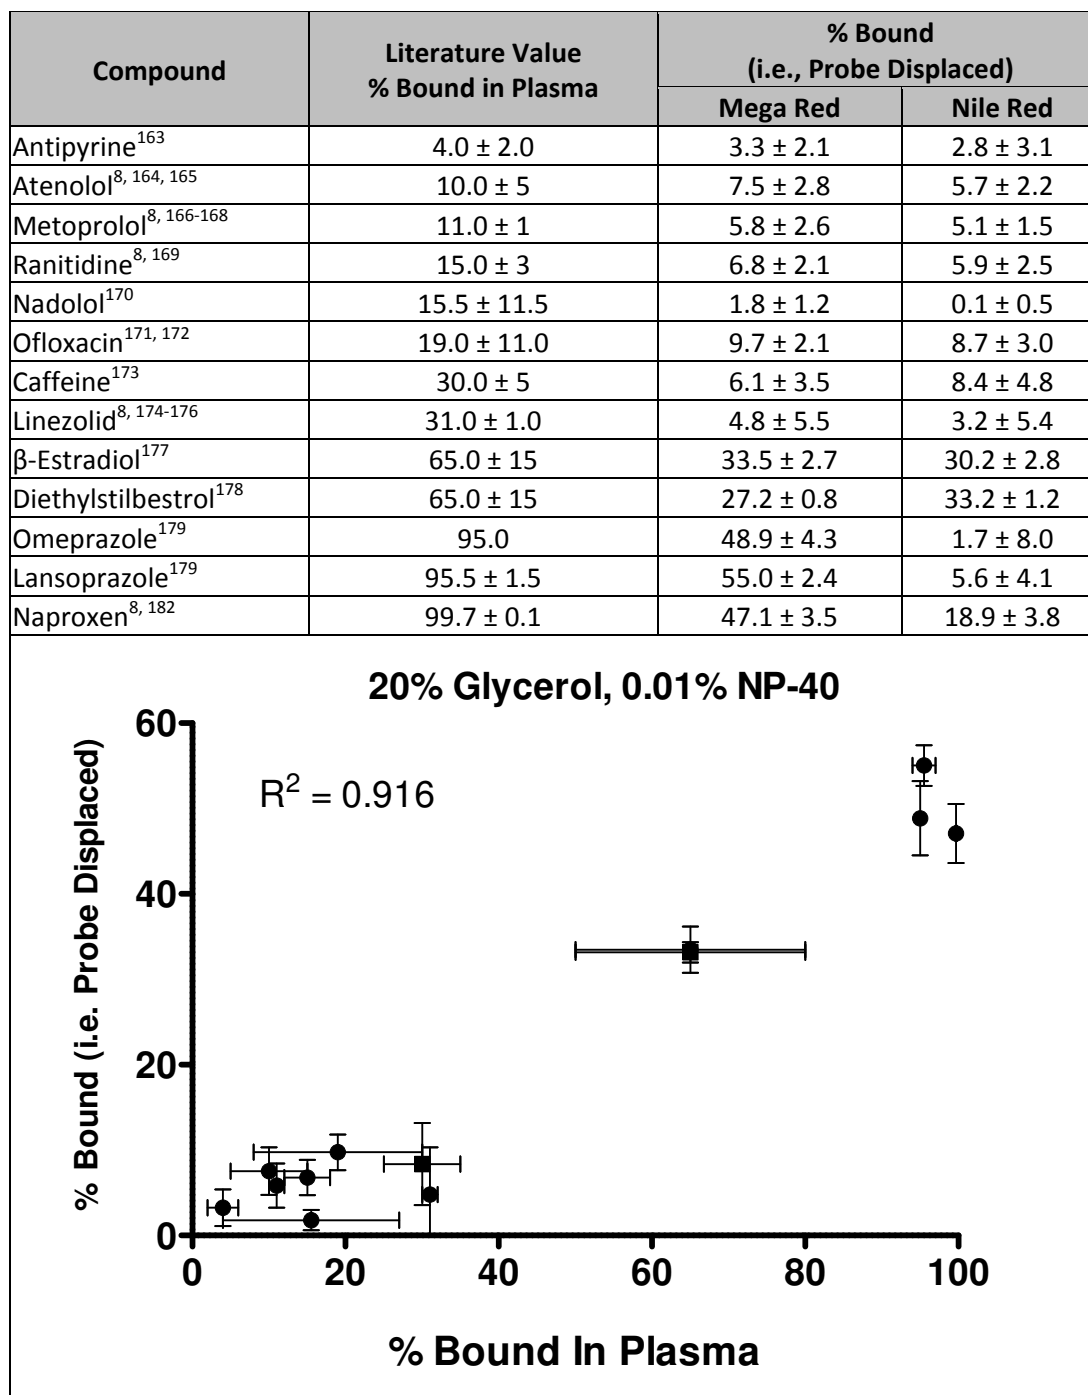 Compound
Literature Value
% Bound in Plasma
% Bound
(i.e., Probe Displaced)
Mega Red
Nile Red
Antipyrine163 4.0 ± 2.0 3.3 ± 2.1 2.8 ± 3.1
Atenolol8, 164, 165 10.0 ± 5 7.5 ± 2.8 5.7 ± 2.2
Metoprolol8, 166-168 11.0 ± 1 5.8 ± 2.6 5.1 ± 1.5
Ranitidine8, 169 15.0 ± 3 6.8 ± 2.1 5.9 ± 2.5
Nadolol170 15.5 ± 11.5 1.8 ± 1.2 0.1 ± 0.5
Ofloxacin171, 172 19.0 ± 11.0 9.7 ± 2.1 8.7 ± 3.0
Caffeine173 30.0 ± 5 6.1 ± 3.5 8.4 ± 4.8
Linezolid8, 174-176 31.0 ± 1.0 4.8 ± 5.5 3.2 ± 5.4
β-Estradiol177 65.0 ± 15 33.5 ± 2.7 30.2 ± 2.8
Diethylstilbestrol178 65.0 ± 15 27.2 ± 0.8 33.2 ± 1.2
Omeprazole179 95.0 48.9 ± 4.3 1.7 ± 8.0
Lansoprazole179 95.5 ± 1.5 55.0 ± 2.4 5.6 ± 4.1
Naproxen8, 182 99.7 ± 0.1 47.1 ± 3.5 18.9 ± 3.8
20% Glycerol, 0.01% NP-40
R2 = 0.916
% Bound (i.e. Probe Displaced)
60
40
20
0
0 20 40 60 80 100
% Bound In Plasma